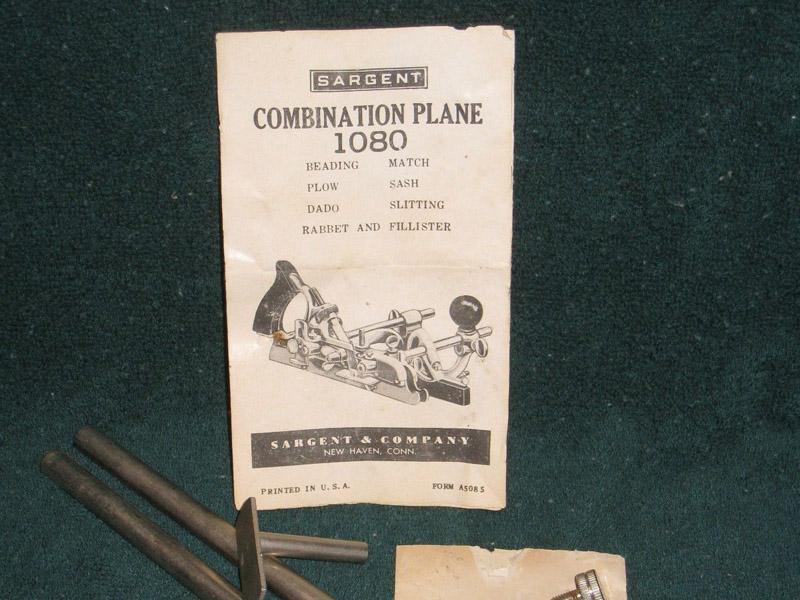 SARGENT
COMBINATION PLANE
1080
BEADING MATCH
PLOW SASH
DADO SLITTING
RABBET AND FILLISTER
SARGENT & COMPANY
NEW HAVEN, CONN.
PRINTED IN U.S.A. FORM A5085